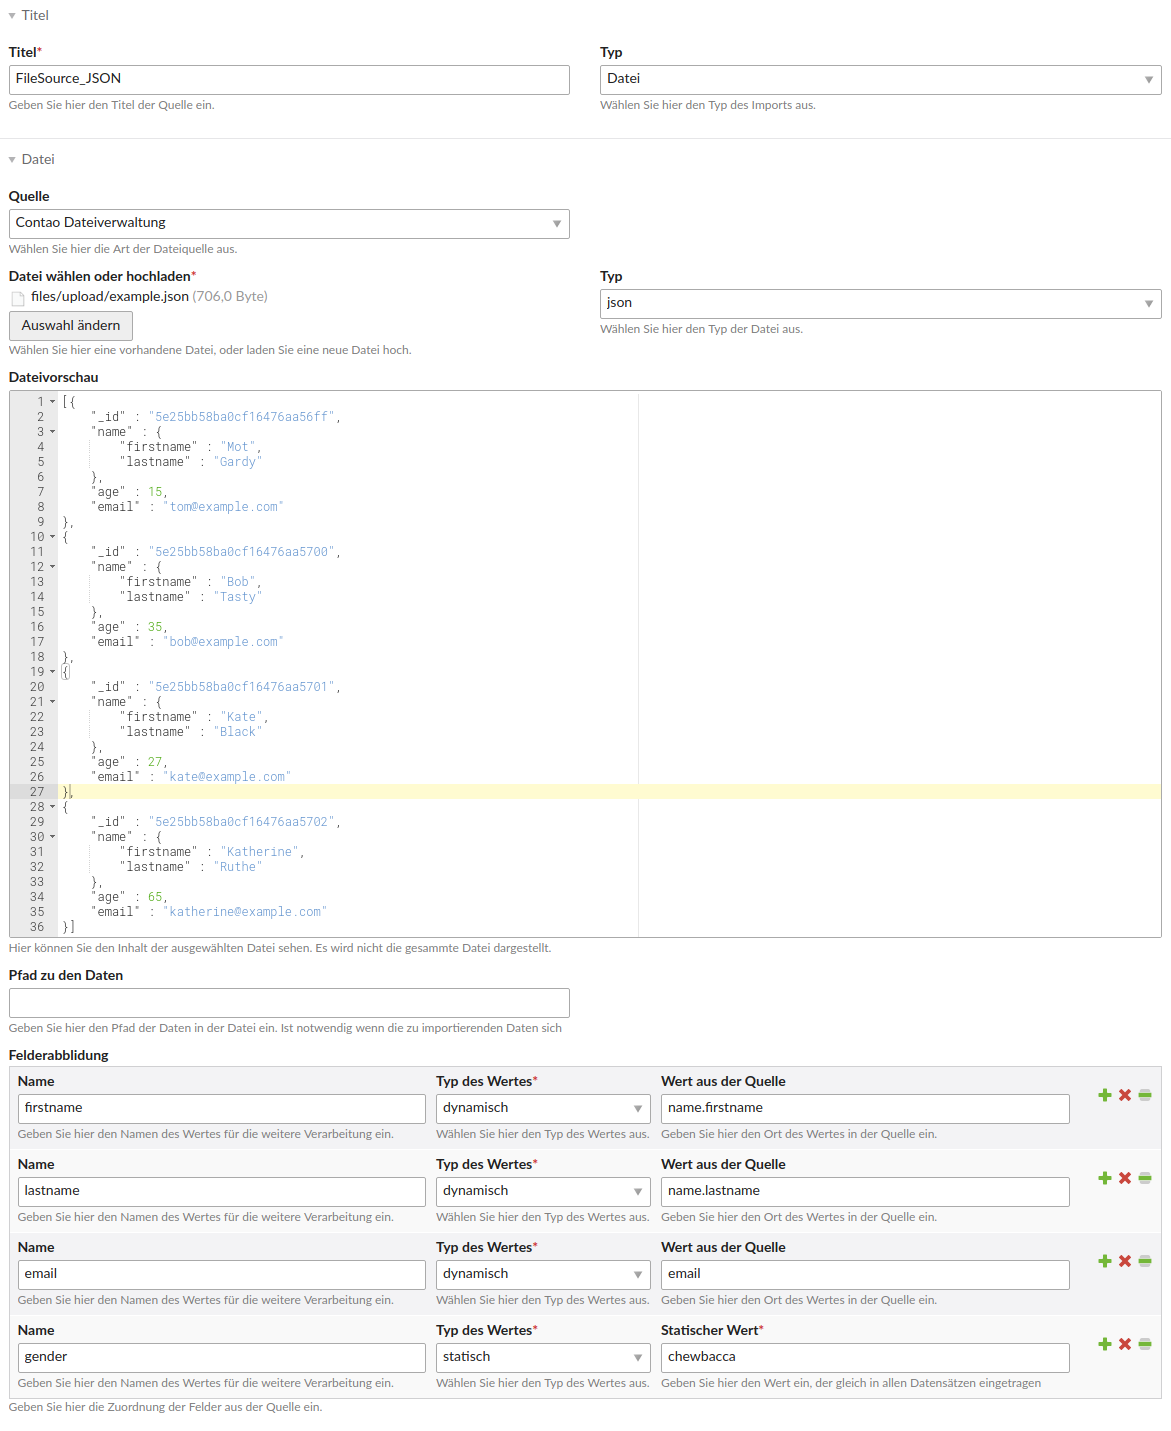 Titel
Titel*
Typ
FileSource_JSON
Datei
Geben Sie hier den Titel der Quelle ein.
Wählen Sie hier den Typ des Imports aus.
Datei
Quelle
Contao Dateiverwaltung
Wählen Sie hier die Art der Dateiquelle aus.
Datei wählen oder hochladen*
Typ
files/upload/example.json (706,0 Byte)
json
Auswahl ändern
Wählen Sie hier den Typ der Datei aus.
Wählen Sie hier eine vorhandene Datei, oder laden Sie eine neue Datei hoch.
Dateivorschau
1 [{
2 "_id" : "5e25bb58ba0cf16476aa56ff",
3 "name" : {
4 "firstname" : "Mot",
5 "lastname" : "Gardy"
6 },
7 "age" : 15,
8 "email" : "tom@example.com"
9 },
10 {
11 "_id" : "5e25bb58ba0cf16476aa5700",
12 "name" : {
13 "firstname" : "Bob",
14 "lastname" : "Tasty"
15 },
16 "age" : 35,
17 "email" : "bob@example.com"
18 },
19 {
20 "_id" : "5e25bb58ba0cf16476aa5701",
21 "name" : {
22 "firstname" : "Kate",
23 "lastname" : "Black"
24 },
25 "age" : 27,
26 "email" : "kate@example.com"
27 },
28 {
29 "_id" : "5e25bb58ba0cf16476aa5702",
30 "name" : {
31 "firstname" : "Katherine",
32 "lastname" : "Ruthe"
33 },
34 "age" : 65,
35 "email" : "katherine@example.com"
36 }]
Hier können Sie den Inhalt der ausgewählten Datei sehen. Es wird nicht die gesammte Datei dargestellt.
Pfad zu den Daten
Geben Sie hier den Pfad der Daten in der Datei ein. Ist notwendig wenn die zu importierenden Daten sich
Felderabblidung
Name Typ des Wertes* Wert aus der Quelle
firstname dynamisch name.firstname
Geben Sie hier den Namen des Wertes für die weitere Verarbeitung ein. Wählen Sie hier den Typ des Wertes aus. Geben Sie hier den Ort des Wertes in der Quelle ein.
Name Typ des Wertes* Wert aus der Quelle
lastname dynamisch name.lastname
Geben Sie hier den Namen des Wertes für die weitere Verarbeitung ein. Wählen Sie hier den Typ des Wertes aus. Geben Sie hier den Ort des Wertes in der Quelle ein.
Name Typ des Wertes* Wert aus der Quelle
email dynamisch email
Geben Sie hier den Namen des Wertes für die weitere Verarbeitung ein. Wählen Sie hier den Typ des Wertes aus. Geben Sie hier den Ort des Wertes in der Quelle ein.
Name Typ des Wertes* Statischer Wert*
gender statisch chewbacca
Geben Sie hier den Namen des Wertes für die weitere Verarbeitung ein. Wählen Sie hier den Typ des Wertes aus. Geben Sie hier den Wert ein, der gleich in allen Datensätzen eingetragen
Geben Sie hier die Zuordnung der Felder aus der Quelle ein.